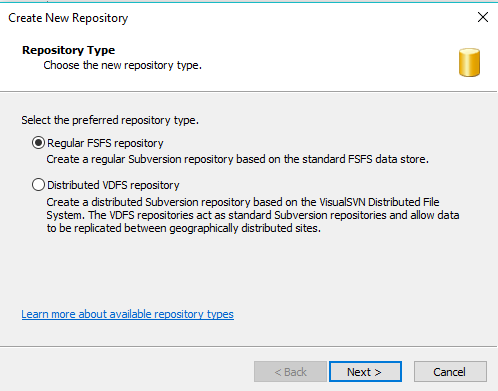 Create New Repository
Repository Type
Choose the new repository type.
Select the preferred repository type.
Regular FSFS repository
Create a regular Subversion repository based on the standard FSFS data store.
Distributed VDFS repository
Create a distributed Subversion repository based on the VisualSVN Distributed File
System. The VDFS repositories act as standard Subversion repositories and allow data
to be replicated between geographically distributed sites.
Learn more about available repository types
< Back
Next >
Cancel